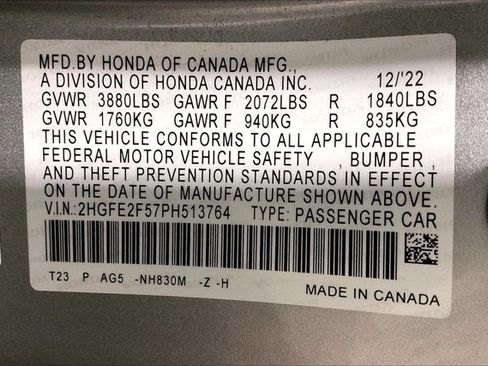 MFD.BY HONDA OF CANADA MFG.,
A DIVISION OF HONDA CANADA INC. 12/'22
GVWR 3880LBS GAWR F 2072LBS R 1840LBS
GVWR 1760KG GAWR F 940KG R 835KG
THIS VEHICLE CONFORMS TO ALL APPLICABLE
FEDERAL MOTOR VEHICLE SAFETY , BUMPER ,
AND THEFT PREVENTION STANDARDS IN EFFECT
ON THE DATE OF MANUFACTURE SHOWN ABOVE.
V.I.N.:2HGFE2F57PH513764 TYPE: PASSENGER CAR
T23 P AG5 -NH830M -Z -H
MADE IN CANADA